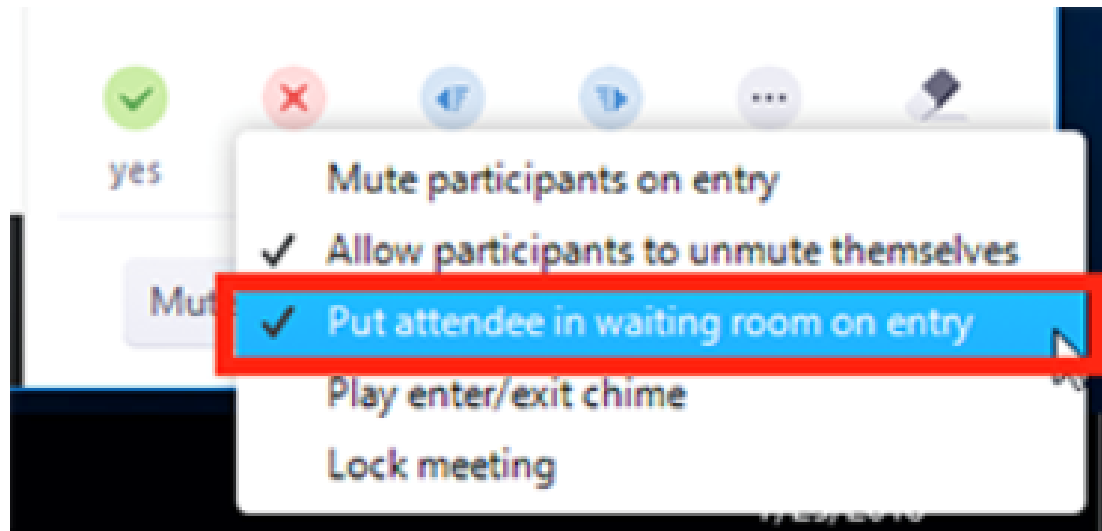 yes
Mute participants on entry
Allow participants to unmute themselves
Mut
Put attendee in waiting room on entry
Play enter/exit chime
Lock meeting